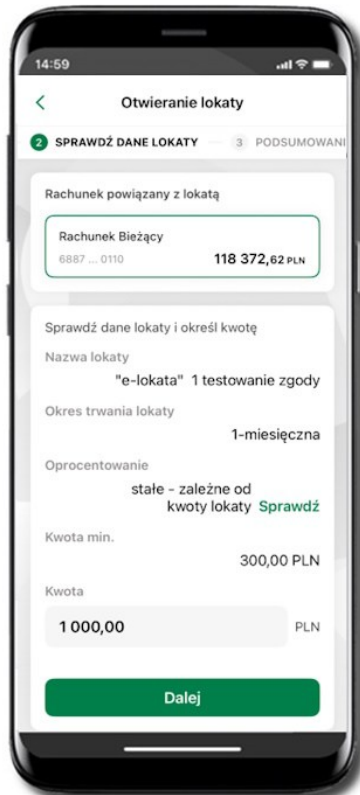 14:59
Otwieranie lokaty
2 SPRAWDŹ DANE LOKATY 3 PODSUMOWANI
Rachunek powiązany z lokatą
Rachunek Bieżący
6887 ... 0110 118 372,62 PLN
Sprawdź dane lokaty i określ kwotę
Nazwa lokaty
"e-lokata" 1 testowanie zgody
Okres trwania lokaty
1-miesięczna
Oprocentowanie
stałe - zależne od
kwoty lokaty Sprawdź
Kwota min.
300,00 PLN
Kwota
1 000,00 PLN
Dalej